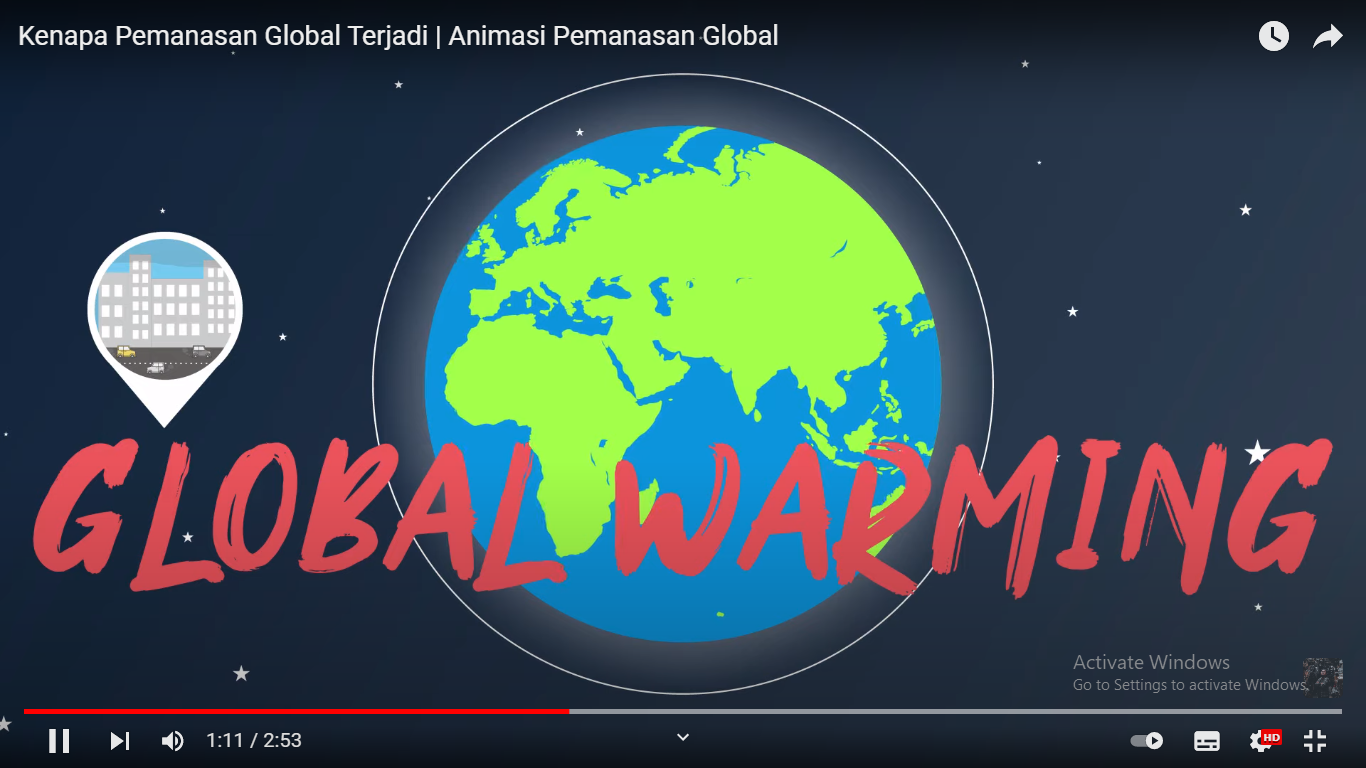 Kenapa Pemanasan Global Terjadi | Animasi Pemanasan Global
GLOBAL WARMING
Activate Windows
Go to Settings to activate Windows.
1:11 / 2:53
HD